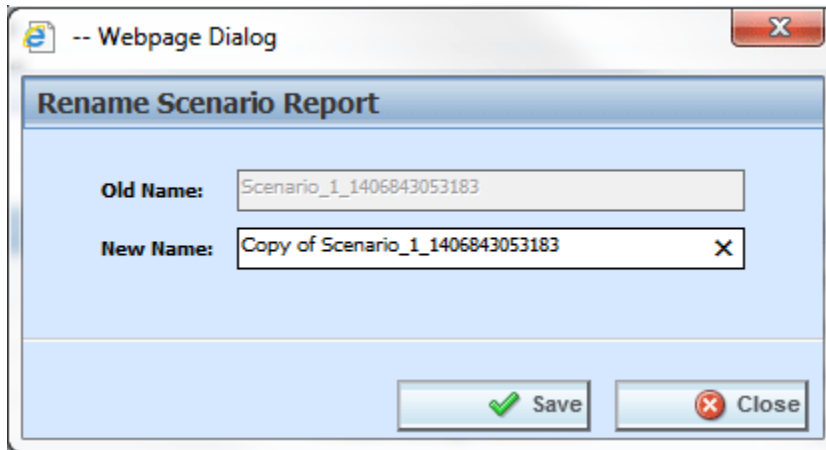 -- Webpage Dialog
Rename Scenario Report
Old Name: Scenario_1_1406843053183
New Name: Copy of Scenario_1_1406843053183
Save Close